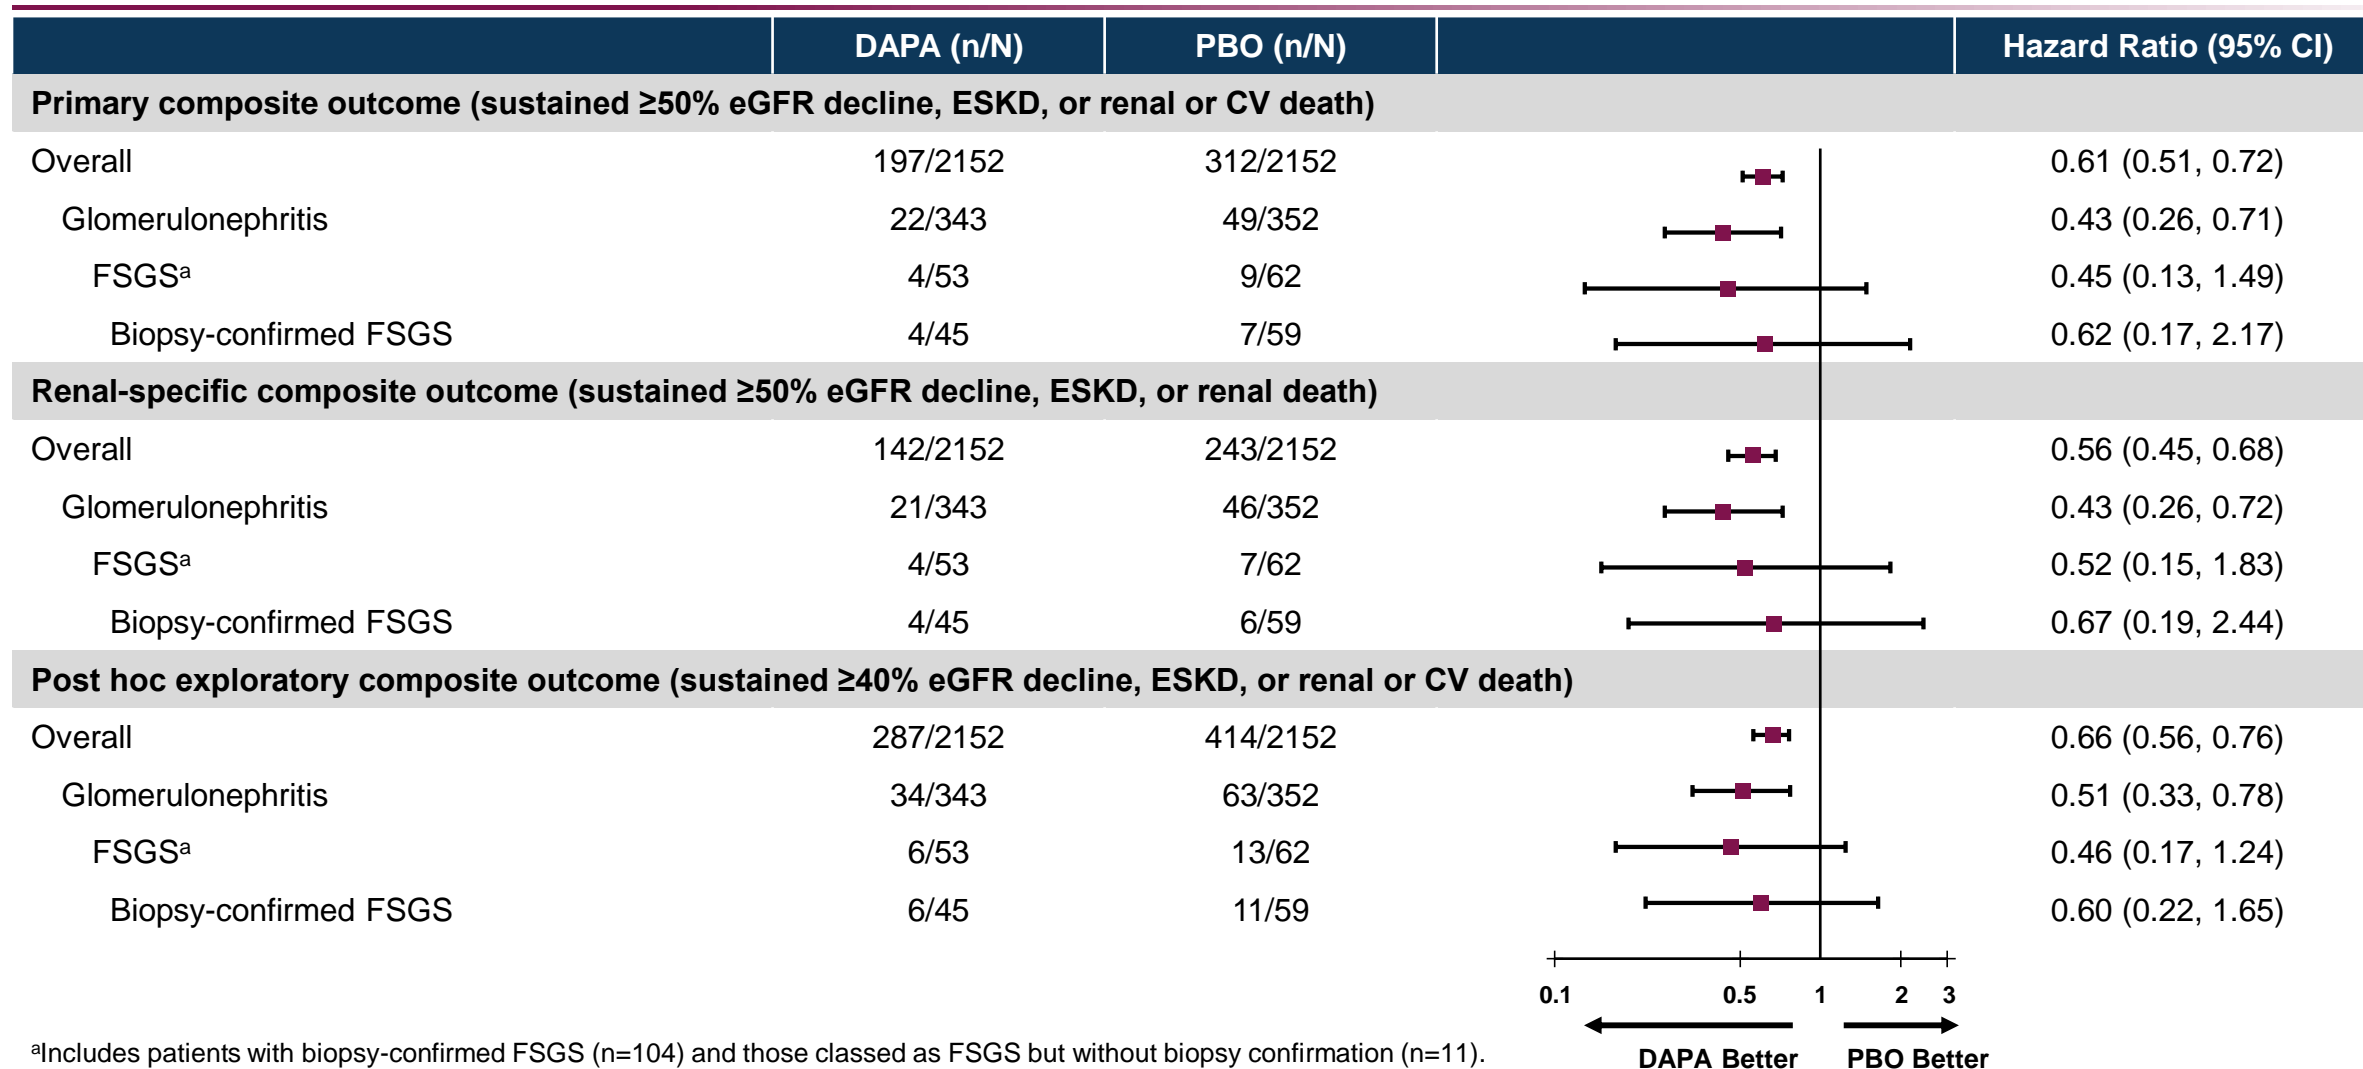 DAPA (n/N) PBO (n/N) Hazard Ratio (95% CI)
Primary composite outcome (sustained ≥50% eGFR decline, ESKD, or renal or CV death)
Overall 197/2152 312/2152 0.61 (0.51, 0.72)
Glomerulonephritis 22/343 49/352 0.43 (0.26, 0.71)
FSGSᵃ 4/53 9/62 0.45 (0.13, 1.49)
Biopsy-confirmed FSGS 4/45 7/59 0.62 (0.17, 2.17)
Renal-specific composite outcome (sustained ≥50% eGFR decline, ESKD, or renal death)
Overall 142/2152 243/2152 0.56 (0.45, 0.68)
Glomerulonephritis 21/343 46/352 0.43 (0.26, 0.72)
FSGSᵃ 4/53 7/62 0.52 (0.15, 1.83)
Biopsy-confirmed FSGS 4/45 6/59 0.67 (0.19, 2.44)
Post hoc exploratory composite outcome (sustained ≥40% eGFR decline, ESKD, or renal or CV death)
Overall 287/2152 414/2152 0.66 (0.56, 0.76)
Glomerulonephritis 34/343 63/352 0.51 (0.33, 0.78)
FSGSᵃ 6/53 13/62 0.46 (0.17, 1.24)
Biopsy-confirmed FSGS 6/45 11/59 0.60 (0.22, 1.65)
0.1 0.5 1 2 3
DAPA Better PBO Better
ᵃIncludes patients with biopsy-confirmed FSGS (n=104) and those classed as FSGS but without biopsy confirmation (n=11).